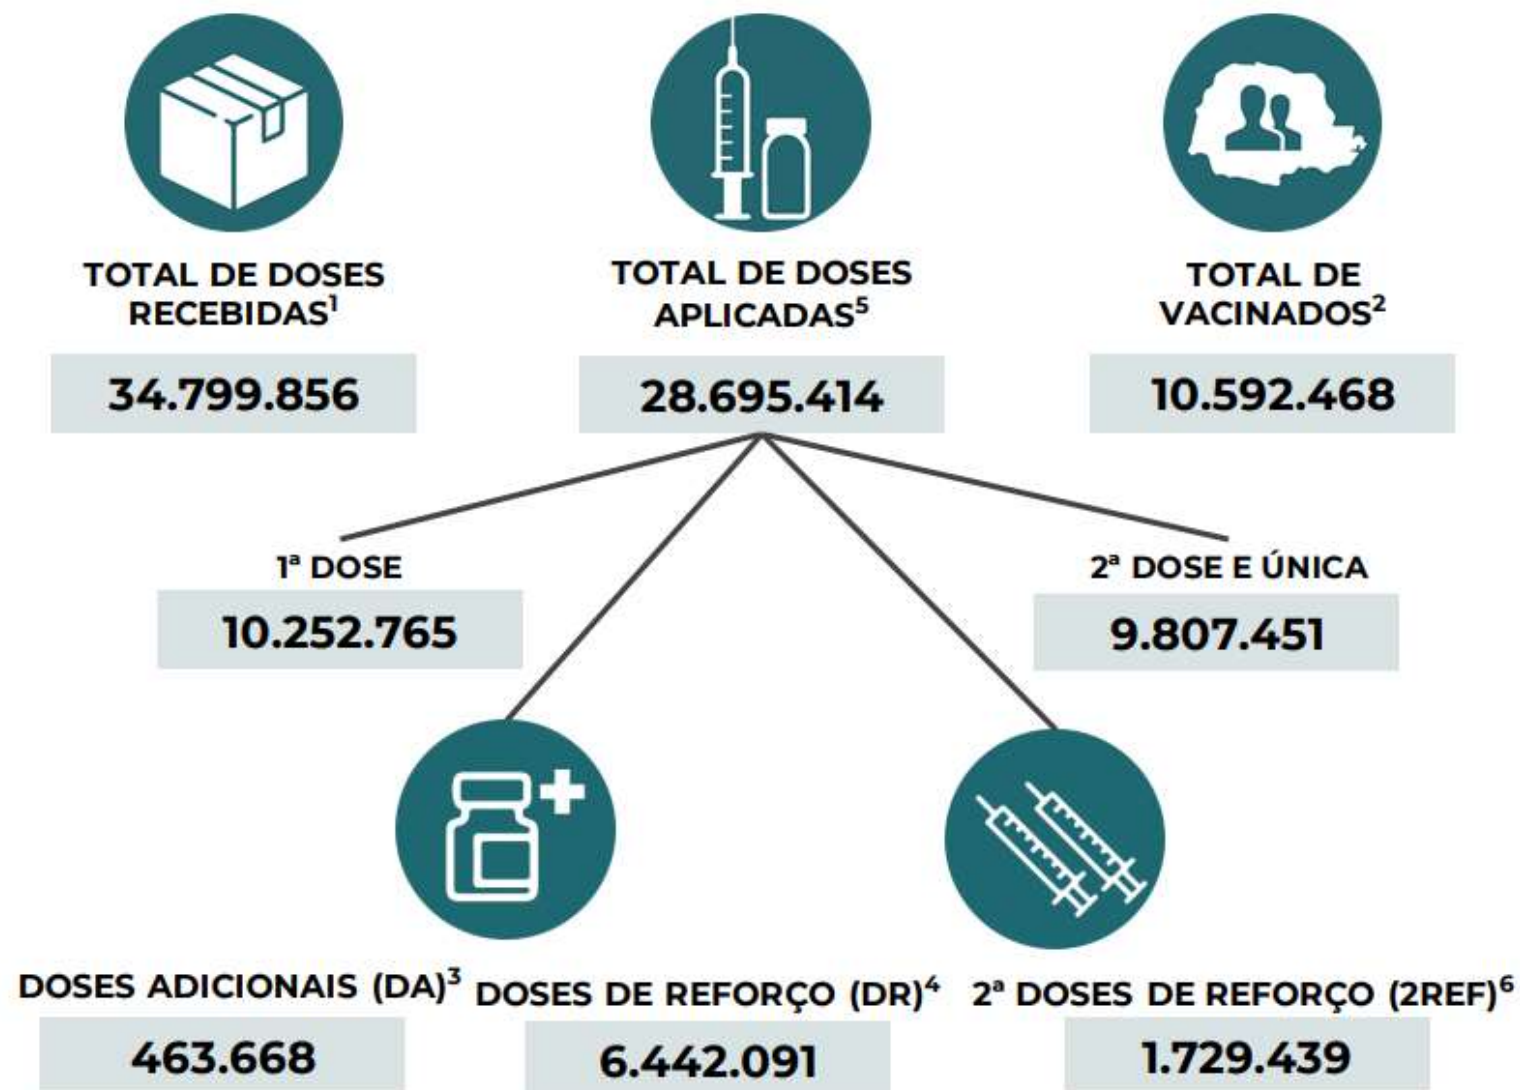 TOTAL DE DOSES
RECEBIDAS¹
34.799.856
TOTAL DE DOSES
APLICADAS⁵
28.695.414
TOTAL DE
VACINADOS²
10.592.468
1ª DOSE
10.252.765
2ª DOSE E ÚNICA
9.807.451
DOSES ADICIONAIS (DA)³
463.668
DOSES DE REFORÇO (DR)⁴
6.442.091
2ª DOSES DE REFORÇO (2REF)⁶
1.729.439